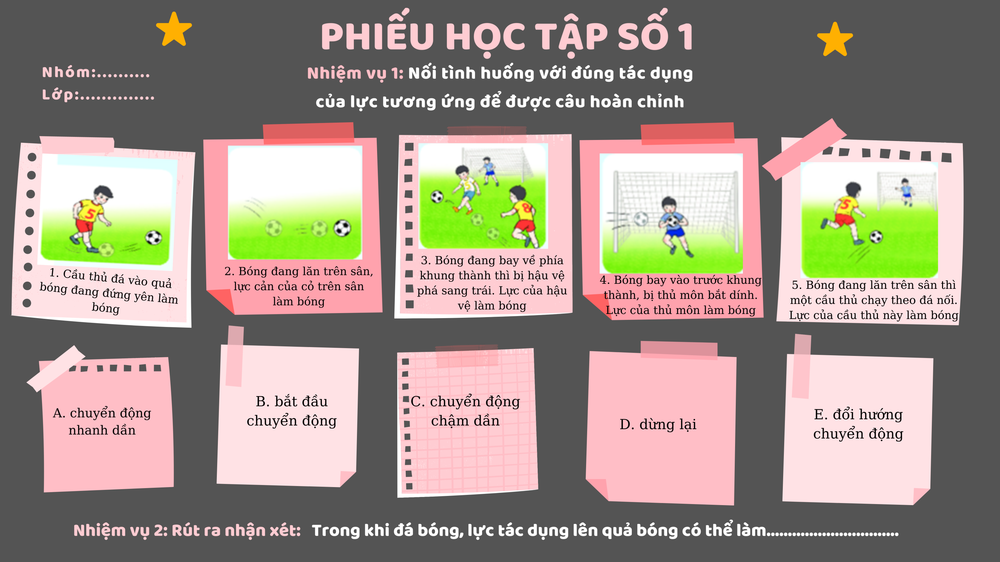 PHIẾU HỌC TẬP SỐ 1
Nhóm:..........
Lớp:..............
Nhiệm vụ 1: Nối tình huống với đúng tác dụng
của lực tương ứng để được câu hoàn chỉnh
5
1. Cầu thủ đá vào quả
bóng đang đứng yên làm
bóng
2. Bóng đang lăn trên sân,
lực cản của cỏ trên sân
làm bóng
5
8
3. Bóng đang bay về phía
khung thành thì bị hậu vệ
phá sang trái. Lực của hậu
vệ làm bóng
4. Bóng bay vào trước khung
thành, bị thủ môn bắt dính.
Lực của thủ môn làm bóng
5
5. Bóng đang lăn trên sân thì
một cầu thủ chạy theo đá nối.
Lực của cầu thủ này làm bóng
A. chuyển động
nhanh dần
B. bắt đầu
chuyển động
C. chuyển động
chậm dần
D. dừng lại
E. đổi hướng
chuyển động
Nhiệm vụ 2: Rút ra nhận xét: Trong khi đá bóng, lực tác dụng lên quả bóng có thể làm...............................